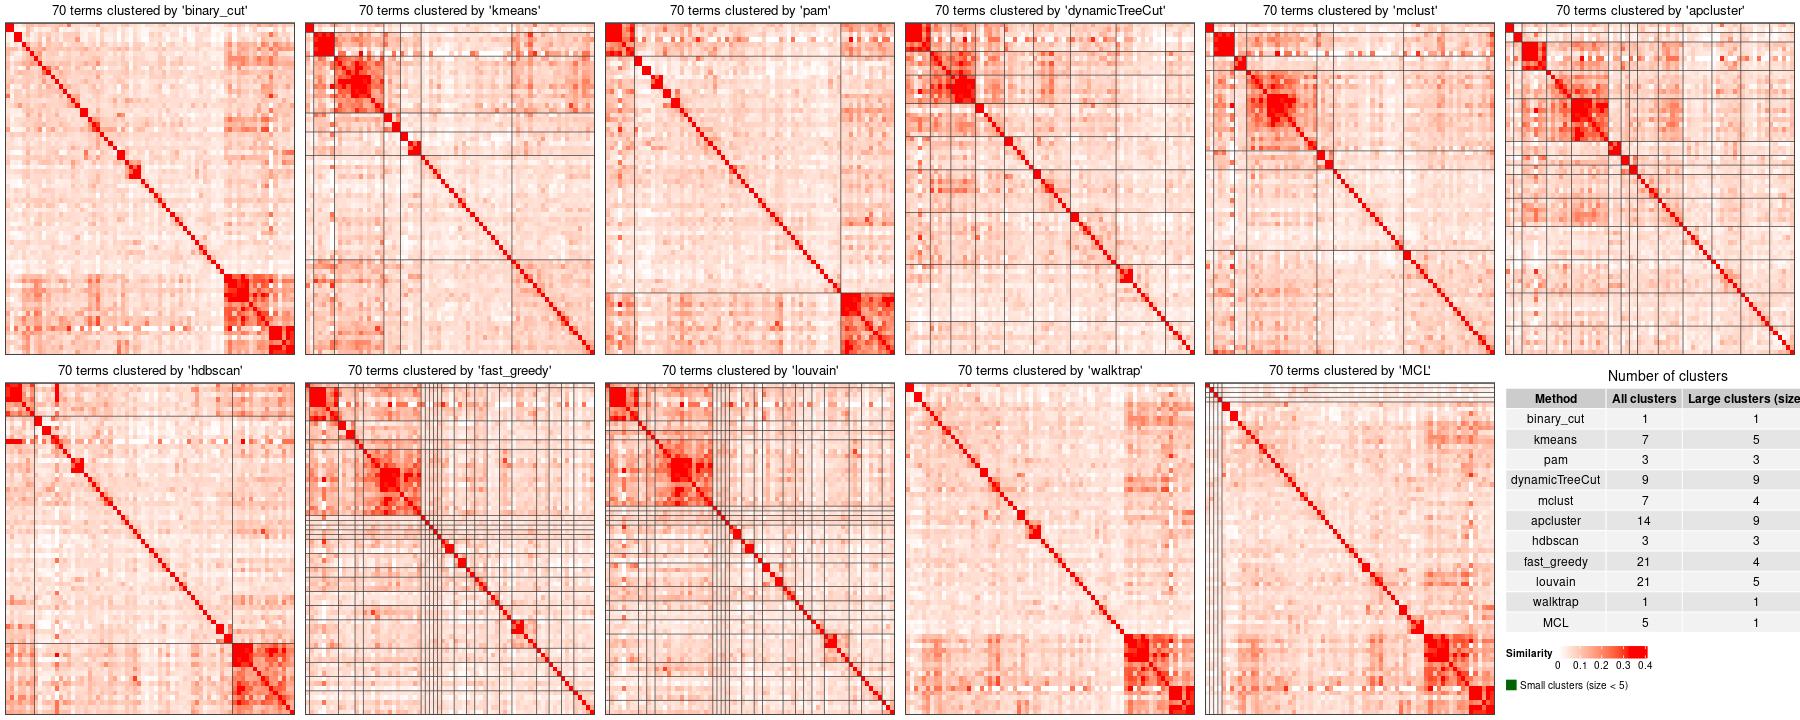 70 terms clustered by 'binary_cut'
70 terms clustered by 'kmeans'
70 terms clustered by 'pam'
70 terms clustered by 'dynamicTreeCut'
70 terms clustered by 'mclust'
70 terms clustered by 'apcluster'
70 terms clustered by 'hdbscan'
70 terms clustered by 'fast_greedy'
70 terms clustered by 'louvain'
70 terms clustered by 'walktrap'
70 terms clustered by 'MCL'
Number of clusters
Method All clusters Large clusters (size
binary_cut 1 1
kmeans 7 5
pam 3 3
dynamicTreeCut 9 9
mclust 7 4
apcluster 14 9
hdbscan 3 3
fast_greedy 21 4
louvain 21 5
walktrap 1 1
MCL 5 1
Similarity
0 0.1 0.2 0.3 0.4
Small clusters (size < 5)